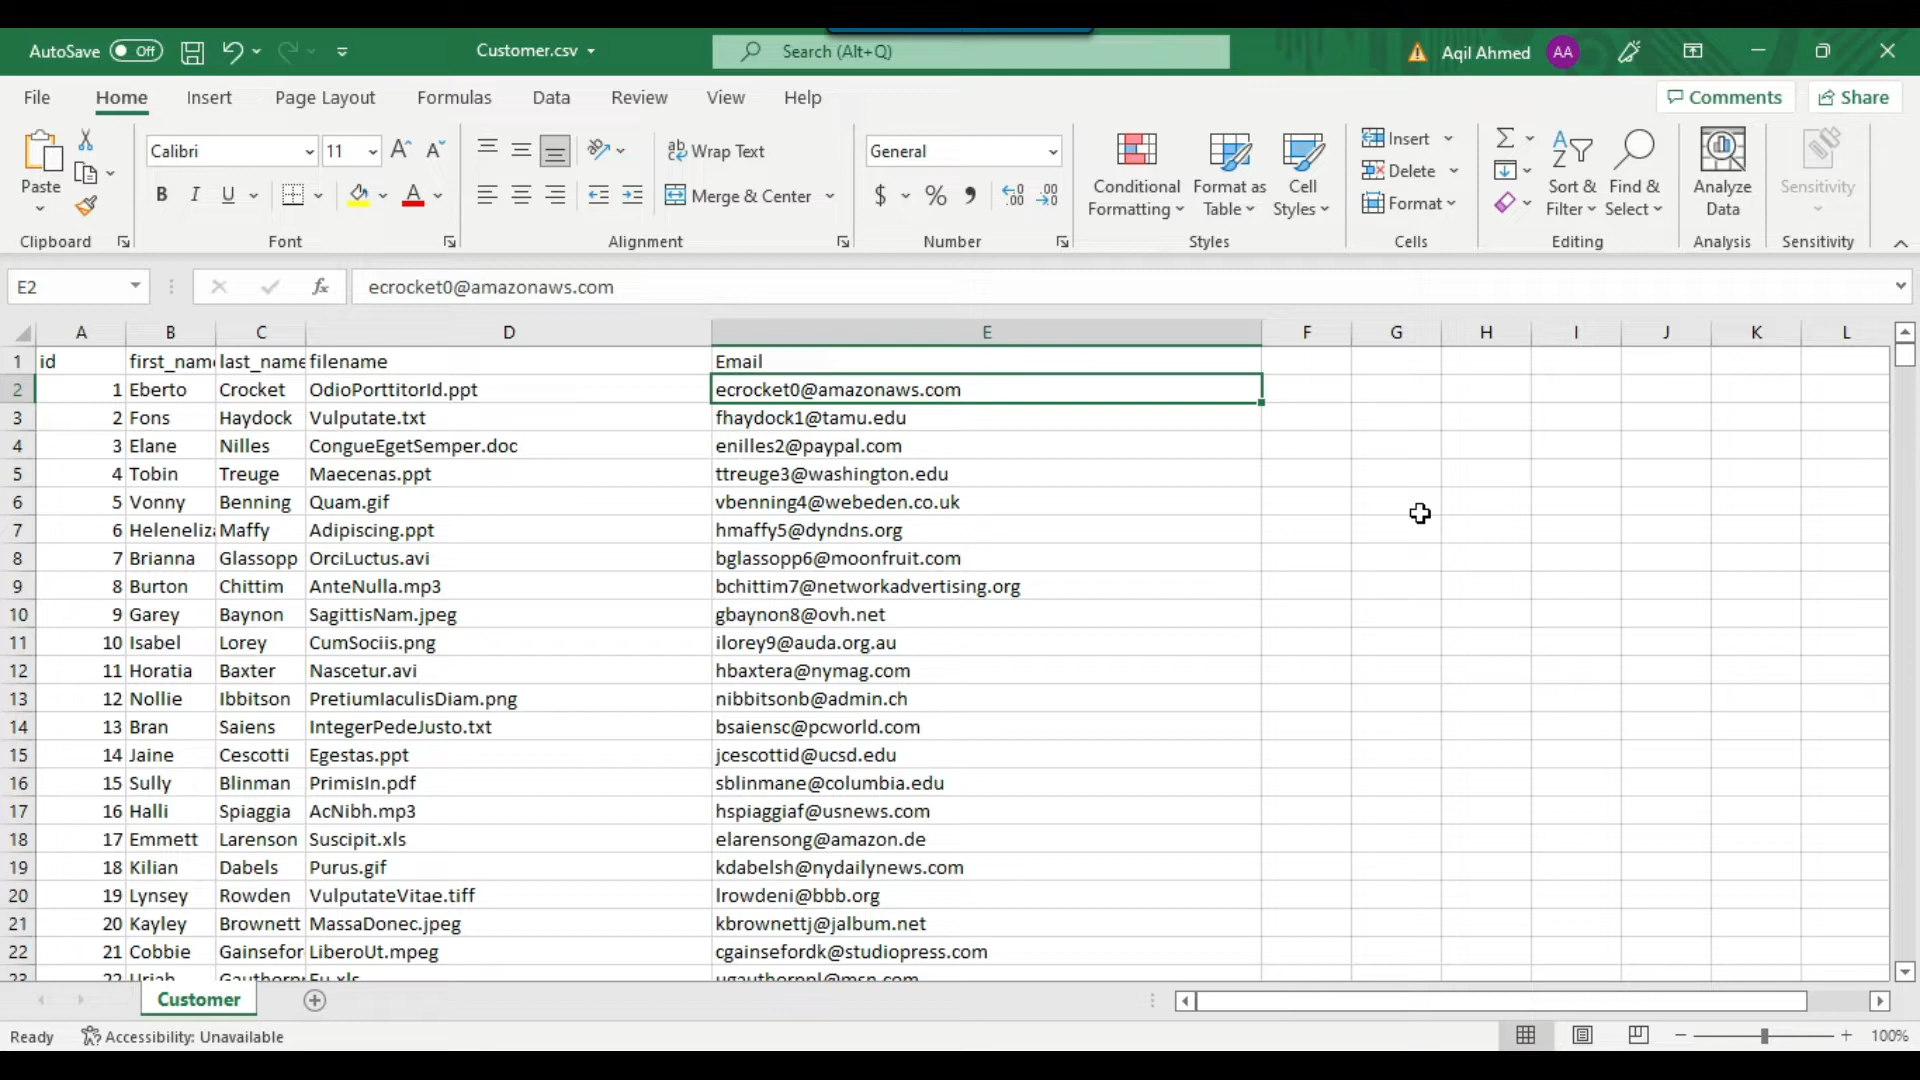 AutoSave Off Customer.csv Search (Alt+Q) Aqil Ahmed AA
File Home Insert Page Layout Formulas Data Review View Help Comments Share
Paste
Clipboard
Calibri 11
B I U A
Font
Wrap Text
Merge & Center
Alignment
General
$ % 
Number
Conditional Formatting
Format as Table
Cell Styles
Styles
Insert
Delete
Format
Cells
Sort & Filter
Find & Select
Editing
Analyze Data
Analysis
Sensitivity
Sensitivity
E2 fx ecrocket0@amazonaws.com
A B C D E F G H I J K L
1 id first_name last_name filename Email
2 1 Eberto Crocket OdioPorttitorId.ppt ecrocket0@amazonaws.com
3 2 Fons Haydock Vulputate.txt fhaydock1@tamu.edu
4 3 Elane Nilles CongueEgetSemper.doc enilles2@paypal.com
5 4 Tobin Treuge Maecenas.ppt ttreuge3@washington.edu
6 5 Vonny Benning Quam.gif vbenning4@webeden.co.uk
7 6 Heleneliz Maffy Adipiscing.ppt hmaffy5@dyndns.org
8 7 Brianna Glassopp OrciLuctus.avi bglassopp6@moonfruit.com
9 8 Burton Chittim AnteNulla.mp3 bchittim7@networkadvertising.org
10 9 Garey Baynon SagittisNam.jpeg gbaynon8@ovh.net
11 10 Isabel Lorey CumSociis.png ilorey9@auda.org.au
12 11 Horatia Baxter Nascetur.avi hbaxtera@nymag.com
13 12 Nollie Ibbitson PretiumIaculisDiam.png nibbitsonb@admin.ch
14 13 Bran Saiens IntegerPedeJusto.txt bsaiensc@pcworld.com
15 14 Jaine Cescotti Egestas.ppt jcescottid@ucsd.edu
16 15 Sully Blinman PrimisIn.pdf sblinmane@columbia.edu
17 16 Halli Spiaggia AcNibh.mp3 hspiaggiaf@usnews.com
18 17 Emmett Larenson Suscipit.xls elarensong@amazon.de
19 18 Kilian Dabels Purus.gif kdabelsh@nydailynews.com
20 19 Lynsey Rowden VulputateVitae.tiff lrowdeni@bbb.org
21 20 Kayley Brownett MassaDonec.jpeg kbrownettj@jalbum.net
22 21 Cobbie Gainsefor LiberoUt.mpeg cgainsefordk@studiopress.com
23 22 Uriah Eu.xls
Customer
Ready Accessibility: Unavailable 100%